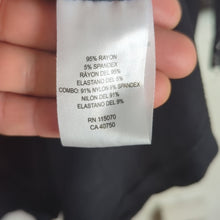 95% RAYON
5% SPANDEX
RAYON DEL 95%
ELASTANO DEL 5%
COMBO: 91% NYLON 9% SPANDEX
NILON DEL 91%
ELASTANO DEL 9%
RN 115070
CA 40750